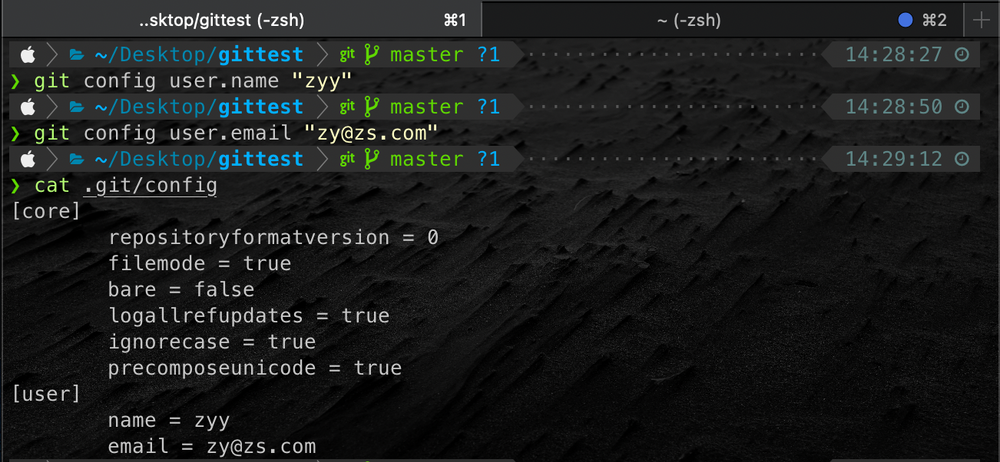 ..sktop/gittest (-zsh) ⌘1 ~ (-zsh) ⌘2
~/Desktop/gittest git master ?1 14:28:27
❯ git config user.name "zyy"
~/Desktop/gittest git master ?1 14:28:50
❯ git config user.email "zy@zs.com"
~/Desktop/gittest git master ?1 14:29:12
❯ cat .git/config
[core]
repositoryformatversion = 0
filemode = true
bare = false
logallrefupdates = true
ignorecase = true
precomposeunicode = true
[user]
name = zyy
email = zy@zs.com